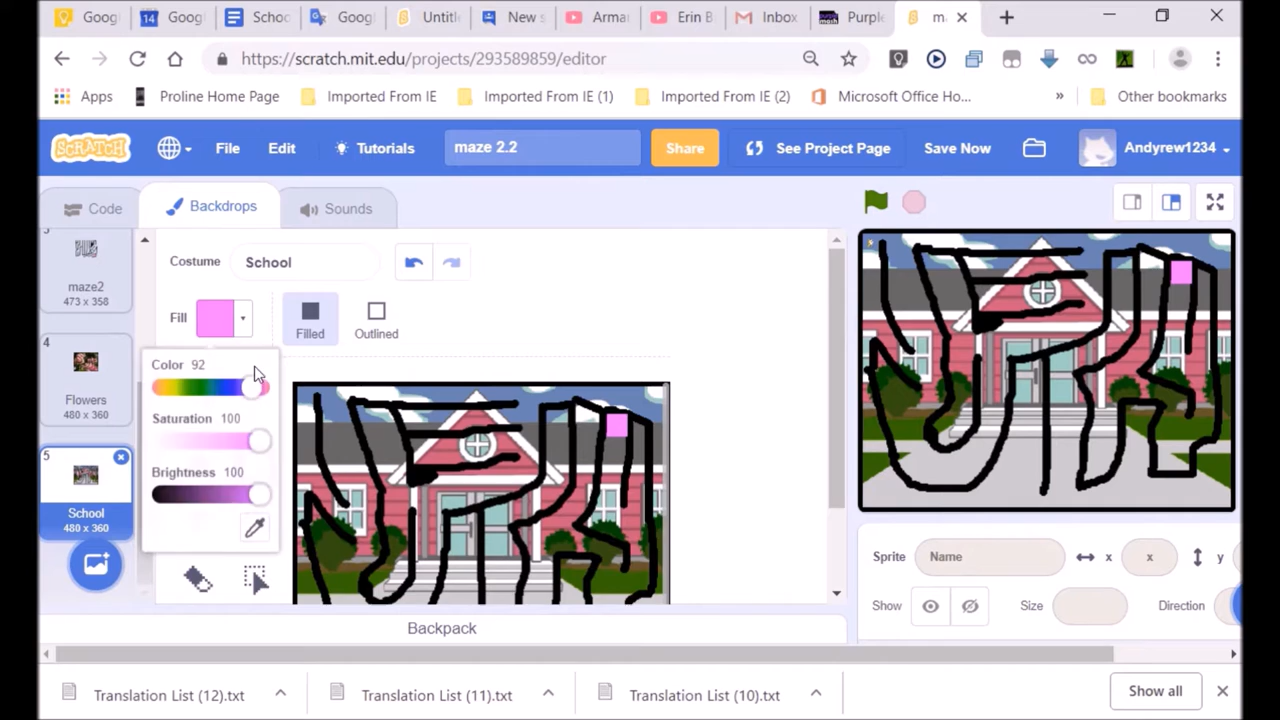 Goog
14
Goog
Scho
Goog
Untitl
New s
Armar
Erin B
Inbox
Purple
m
https://scratch.mit.edu/projects/293589859/editor
Apps
Proline Home Page
Imported From IE
Imported From IE (1)
Imported From IE (2)
Microsoft Office Ho...
»
Other bookmarks
SCRATCH
File
Edit
Tutorials
maze 2.2
Share
See Project Page
Save Now
Andyrew1234
Code
Backdrops
Sounds
Costume
School
Fill
Filled
Outlined
maze2
473 x 358
4
Flowers
480 x 360
5
School
480 x 360
Color 92
Saturation 100
Brightness 100
Sprite
Name
x
x
y
Show
Size
Direction
Backpack
Translation List (12).txt
Translation List (11).txt
Translation List (10).txt
Show all